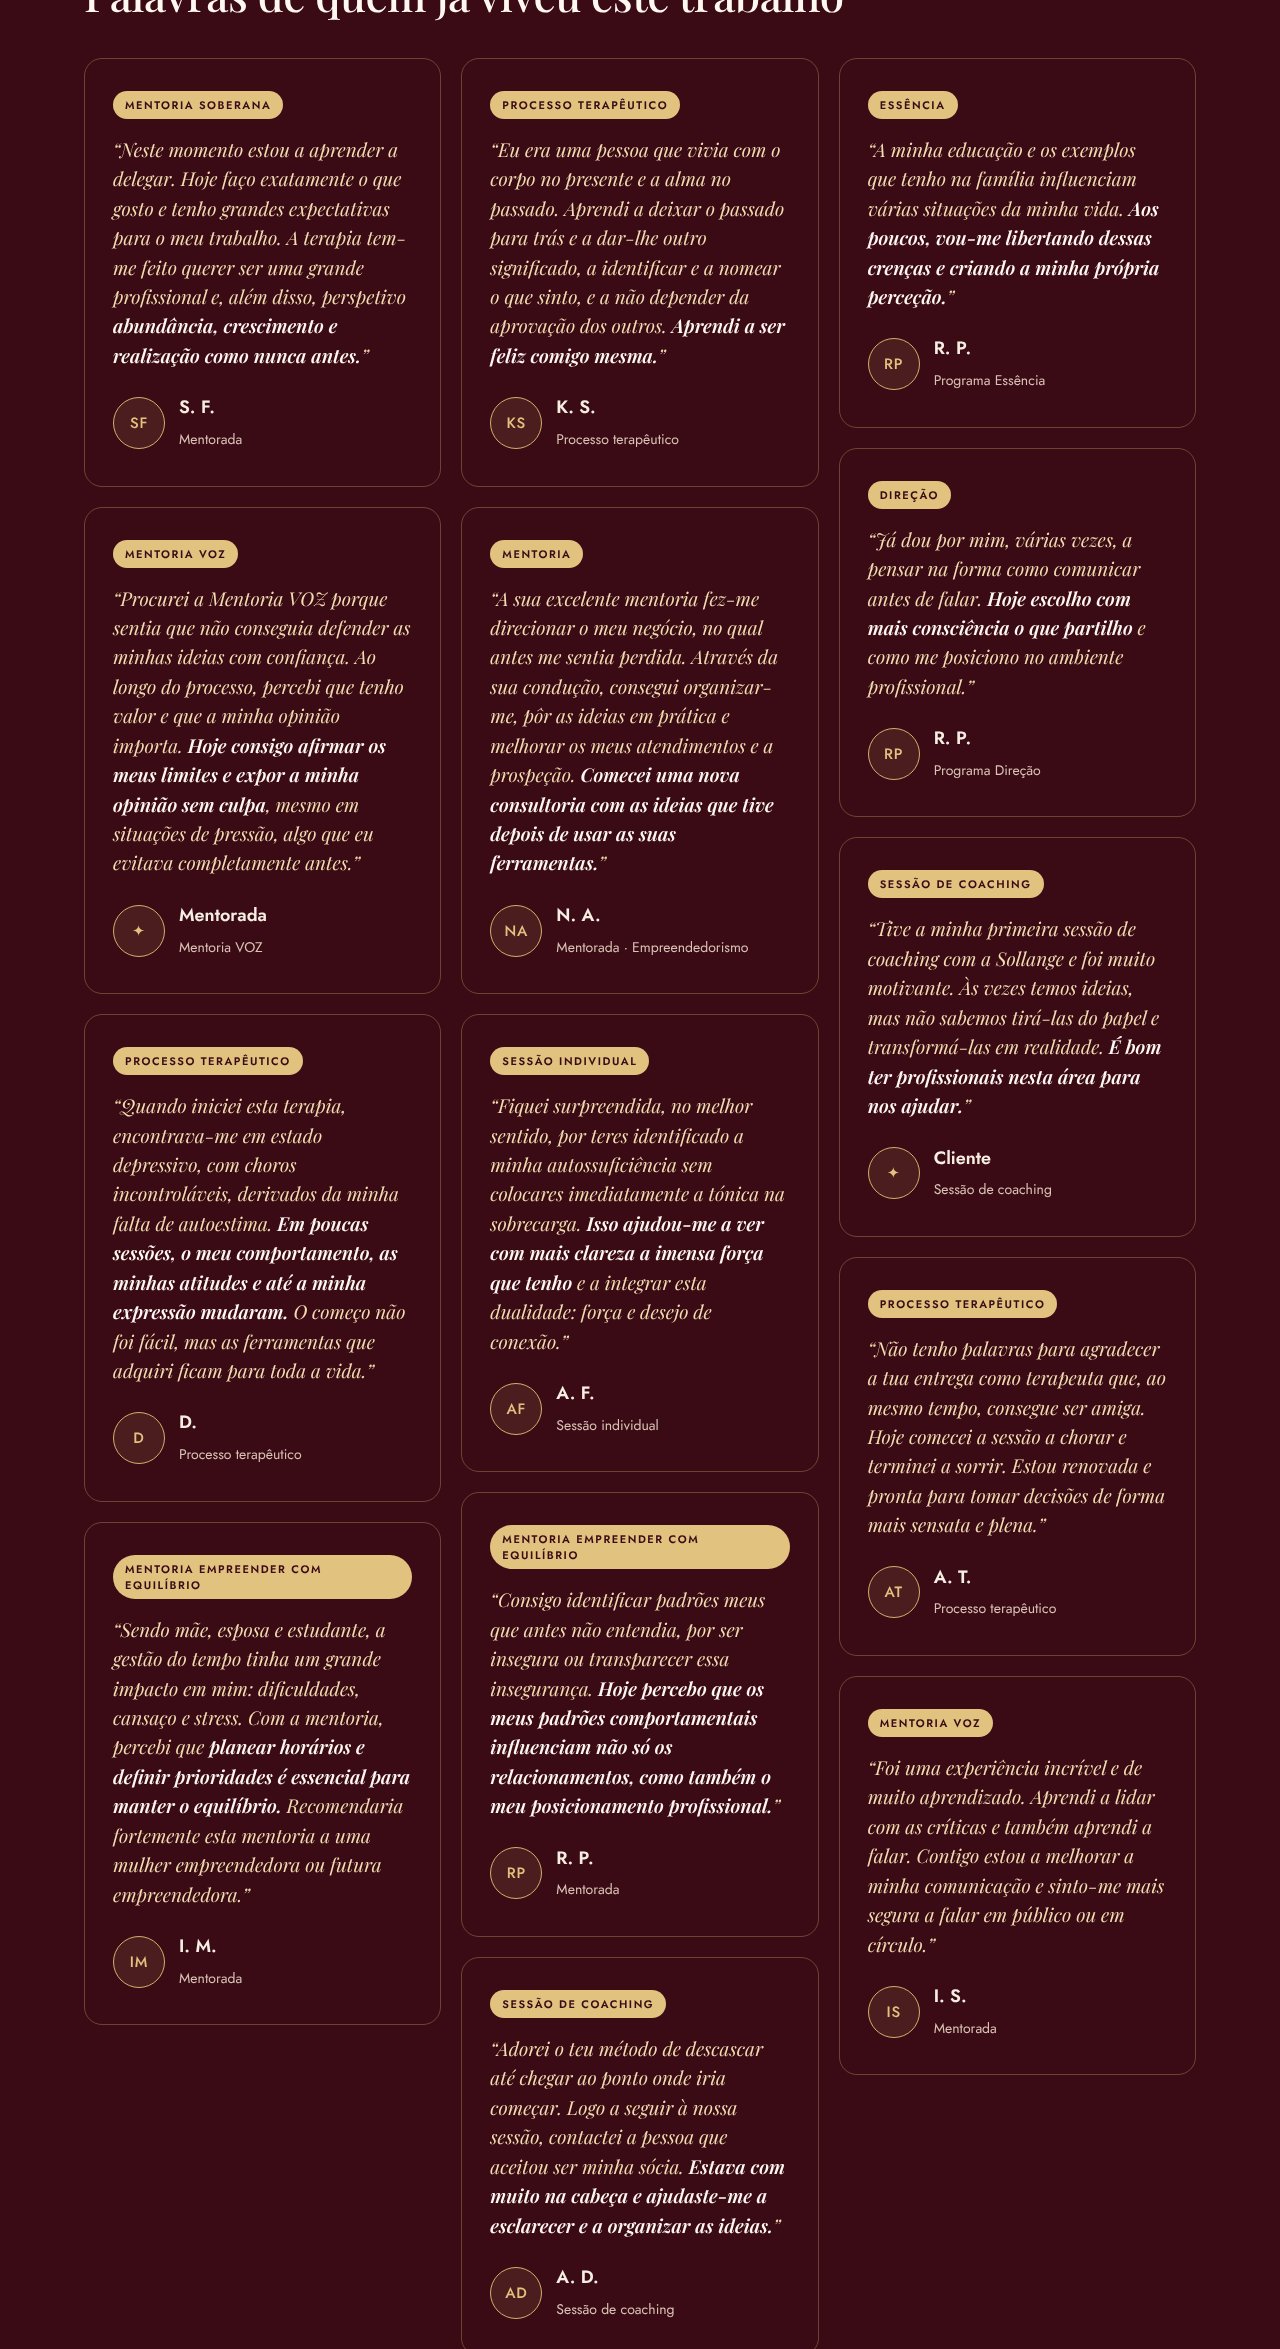 Palavras de quem já viveu este trabalho
MENTORIA SOBERANA
“Neste momento estou a aprender a
delegar. Hoje faço exatamente o que
gosto e tenho grandes expectativas
para o meu trabalho. A terapia tem-
me feito querer ser uma grande
profissional e, além disso, perspetivo
abundância, crescimento e
realização como nunca antes.”
SF
S. F.
Mentorada
MENTORIA VOZ
“Procurei a Mentoria VOZ porque
sentia que não conseguia defender as
minhas ideias com confiança. Ao
longo do processo, percebi que tenho
valor e que a minha opinião
importa. Hoje consigo afirmar os
meus limites e expor a minha
opinião sem culpa, mesmo em
situações de pressão, algo que eu
evitava completamente antes.”
Mentorada
Mentoria VOZ
PROCESSO TERAPÊUTICO
“Quando iniciei esta terapia,
encontrava-me em estado
depressivo, com choros
incontroláveis, derivados da minha
falta de autoestima. Em poucas
sessões, o meu comportamento, as
minhas atitudes e até a minha
expressão mudaram. O começo não
foi fácil, mas as ferramentas que
adquiri ficam para toda a vida.”
D
D.
Processo terapêutico
MENTORIA EMPREENDER COM
EQUILÍBRIO
“Sendo mãe, esposa e estudante, a
gestão do tempo tinha um grande
impacto em mim: dificuldades,
cansaço e stress. Com a mentoria,
percebi que planear horários e
definir prioridades é essencial para
manter o equilíbrio. Recomendaria
fortemente esta mentoria a uma
mulher empreendedora ou futura
empreendedora.”
IM
I. M.
Mentorada
PROCESSO TERAPÊUTICO
“Eu era uma pessoa que vivia com o
corpo no presente e a alma no
passado. Aprendi a deixar o passado
para trás e a dar-lhe outro
significado, a identificar e a nomear
o que sinto, e a não depender da
aprovação dos outros. Aprendi a ser
feliz comigo mesma.”
KS
K. S.
Processo terapêutico
MENTORIA
“A sua excelente mentoria fez-me
direcionar o meu negócio, no qual
antes me sentia perdida. Através da
sua condução, consegui organizar-
me, pôr as ideias em prática e
melhorar os meus atendimentos e a
prospeção. Comecei uma nova
consultoria com as ideias que tive
depois de usar as suas
ferramentas.”
NA
N. A.
Mentorada · Empreendedorismo
SESSÃO INDIVIDUAL
“Fiquei surpreendida, no melhor
sentido, por teres identificado a
minha autossuficiência sem
colocares imediatamente a tónica na
sobrecarga. Isso ajudou-me a ver
com mais clareza a imensa força
que tenho e a integrar esta
dualidade: força e desejo de
conexão.”
AF
A. F.
Sessão individual
MENTORIA EMPREENDER COM
EQUILÍBRIO
“Consigo identificar padrões meus
que antes não entendia, por ser
insegura ou transparecer essa
insegurança. Hoje percebo que os
meus padrões comportamentais
influenciam não só os
relacionamentos, como também o
meu posicionamento profissional.”
RP
R. P.
Mentorada
SESSÃO DE COACHING
“Adorei o teu método de descascar
até chegar ao ponto onde iria
começar. Logo a seguir à nossa
sessão, contactei a pessoa que
aceitou ser minha sócia. Estava com
muito na cabeça e ajudaste-me a
esclarecer e a organizar as ideias.”
AD
A. D.
Sessão de coaching
ESSÊNCIA
“A minha educação e os exemplos
que tenho na família influenciam
várias situações da minha vida. Aos
poucos, vou-me libertando dessas
crenças e criando a minha própria
perceção.”
RP
R. P.
Programa Essência
DIREÇÃO
“Já dou por mim, várias vezes, a
pensar na forma como comunicar
antes de falar. Hoje escolho com
mais consciência o que partilho e
como me posiciono no ambiente
profissional.”
RP
R. P.
Programa Direção
SESSÃO DE COACHING
“Tive a minha primeira sessão de
coaching com a Sollange e foi muito
motivante. Às vezes temos ideias,
mas não sabemos tirá-las do papel e
transformá-las em realidade. É bom
ter profissionais nesta área para
nos ajudar.”
Cliente
Sessão de coaching
PROCESSO TERAPÊUTICO
“Não tenho palavras para agradecer
a tua entrega como terapeuta que, ao
mesmo tempo, consegue ser amiga.
Hoje comecei a sessão a chorar e
terminei a sorrir. Estou renovada e
pronta para tomar decisões de forma
mais sensata e plena.”
AT
A. T.
Processo terapêutico
MENTORIA VOZ
“Foi uma experiência incrível e de
muito aprendizado. Aprendi a lidar
com as críticas e também aprendi a
falar. Contigo estou a melhorar a
minha comunicação e sinto-me mais
segura a falar em público ou em
círculo.”
IS
I. S.
Mentorada